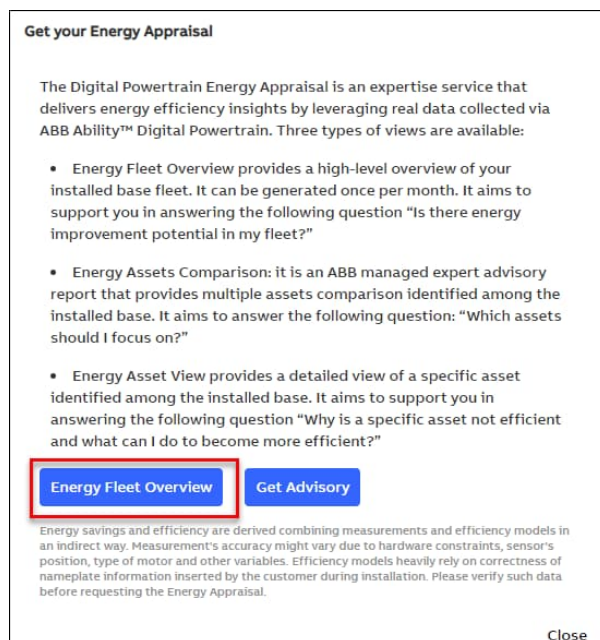 Get your Energy Appraisal
The Digital Powertrain Energy Appraisal is an expertise service that
delivers energy efficiency insights by leveraging real data collected via
ABB Ability™ Digital Powertrain. Three types of views are available:
• Energy Fleet Overview provides a high-level overview of your
installed base fleet. It can be generated once per month. It aims to
support you in answering the following question “Is there energy
improvement potential in my fleet?”
• Energy Assets Comparison: it is an ABB managed expert advisory
report that provides multiple assets comparison identified among the
installed base. It aims to answer the following question: “Which assets
should I focus on?”
• Energy Asset View provides a detailed view of a specific asset
identified among the installed base. It aims to support you in
answering the following question “Why is a specific asset not efficient
and what can I do to become more efficient?”
Energy Fleet Overview Get Advisory
Energy savings and efficiency are derived combining measurements and efficiency models in
an indirect way. Measurement's accuracy might vary due to hardware constraints, sensor's
position, type of motor and other variables. Efficiency models heavily rely on correctness of
nameplate information inserted by the customer during installation. Please verify such data
before requesting the Energy Appraisal.
Close